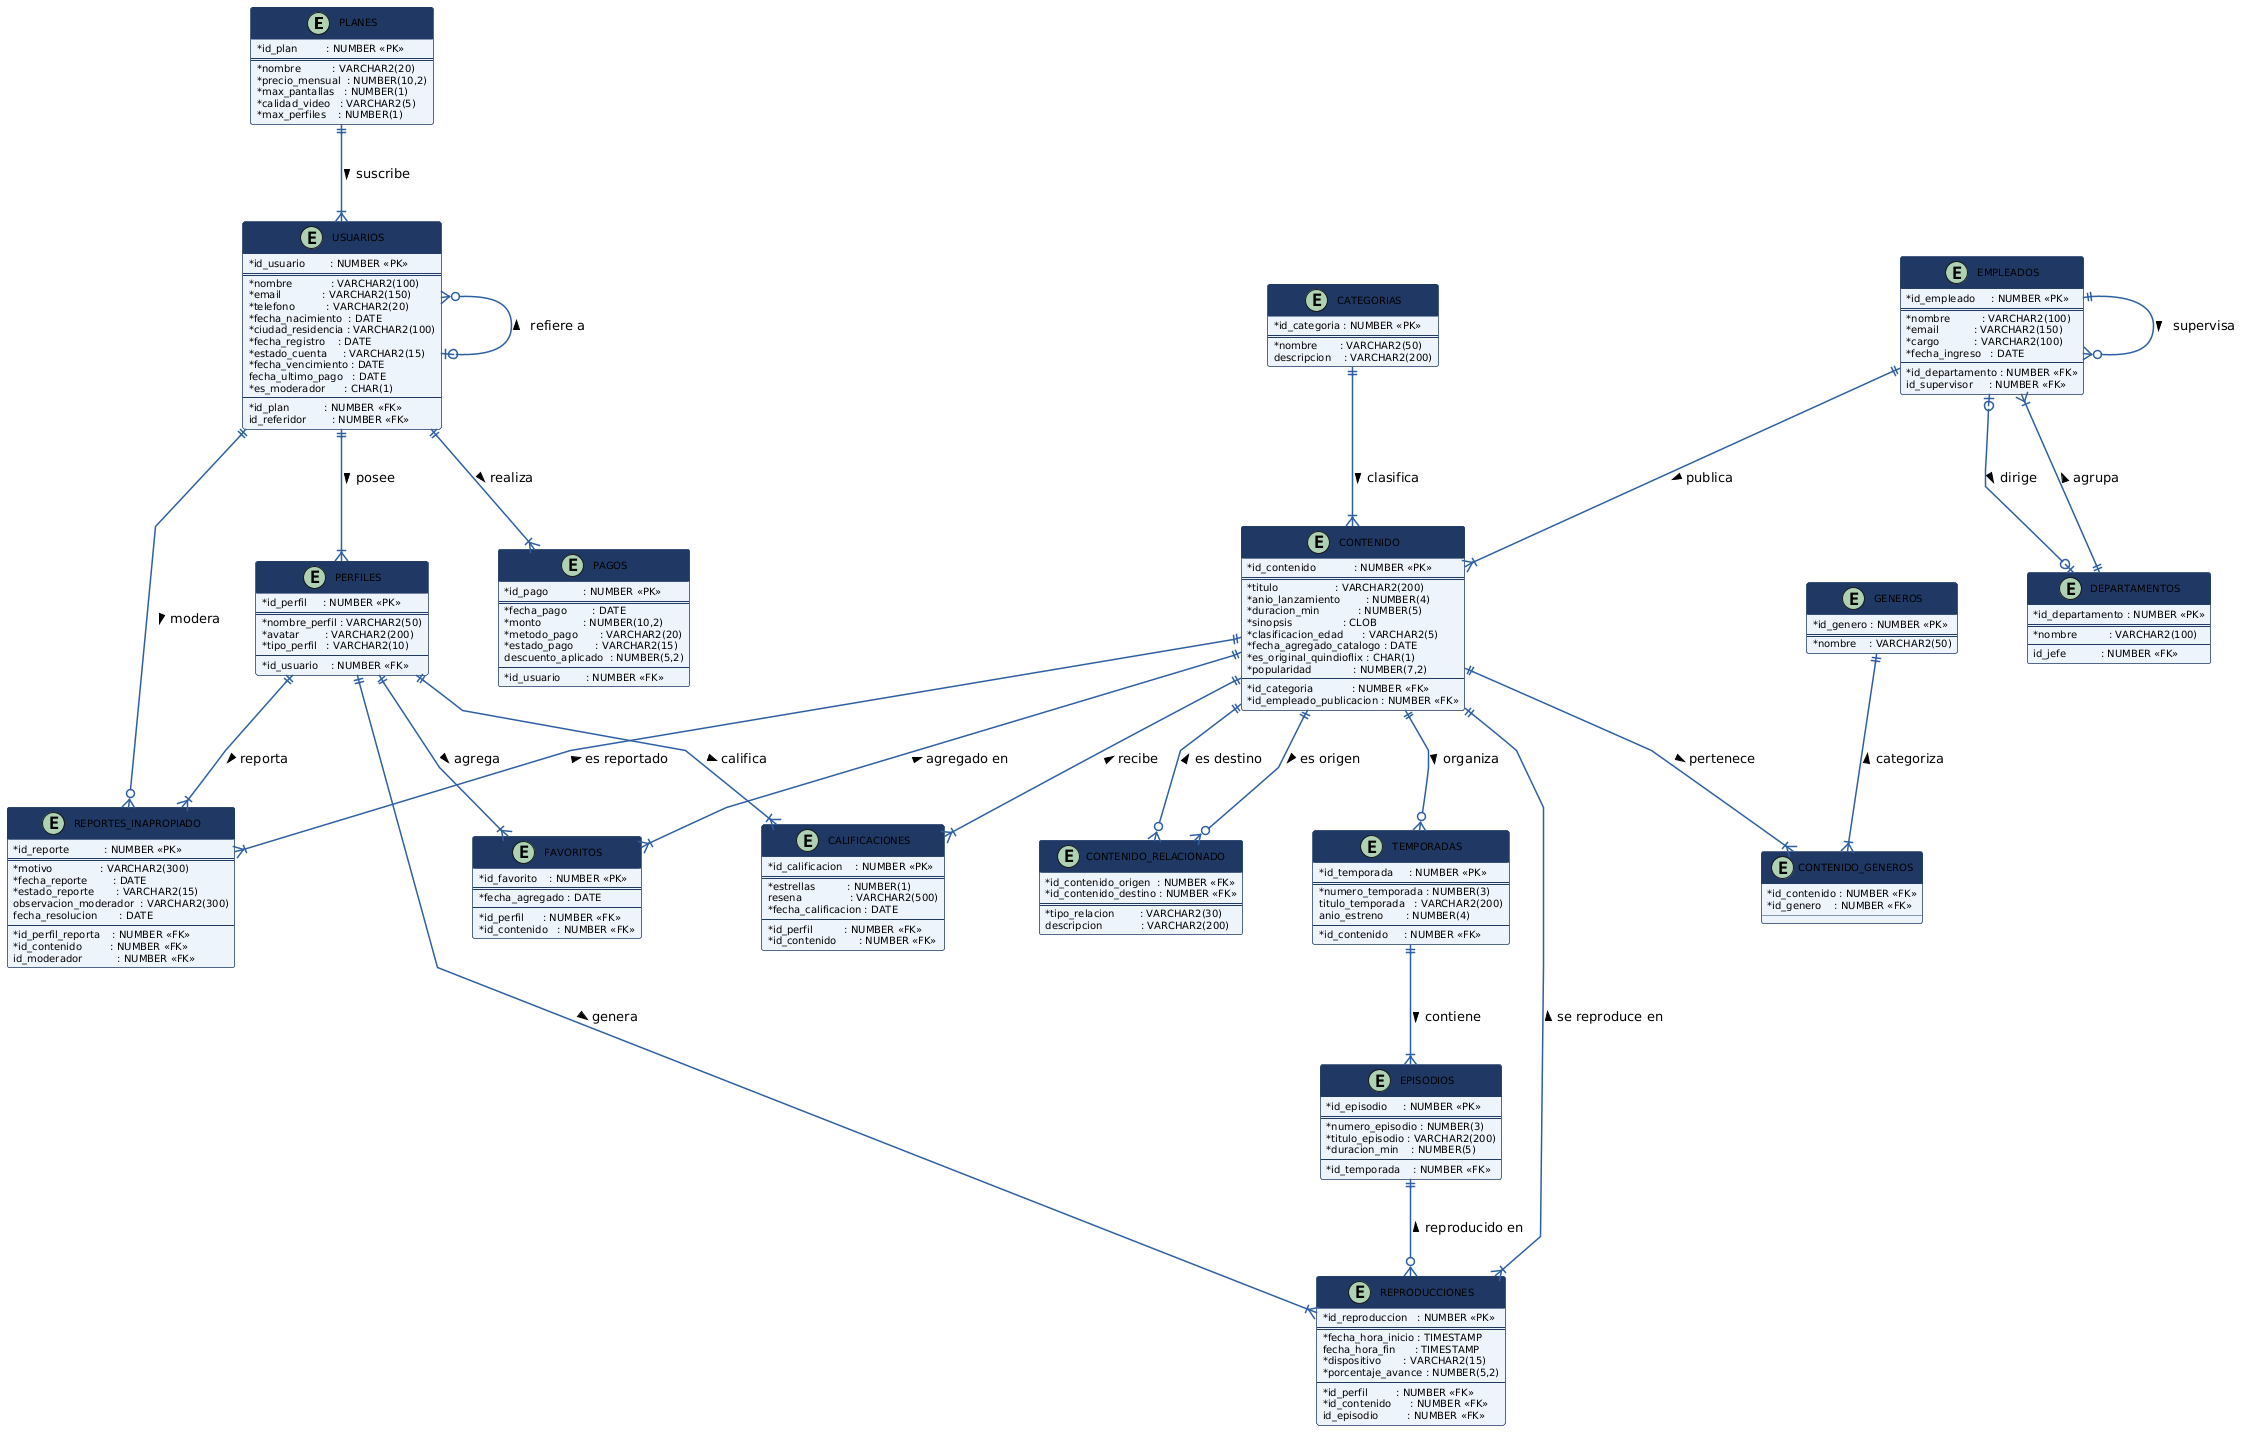 E PLANES
*id_plan : NUMBER «PK»
*nombre : VARCHAR2(20)
*precio_mensual : NUMBER(10,2)
*max_pantallas : NUMBER(1)
*calidad_video : VARCHAR2(5)
*max_perfiles : NUMBER(1)
suscribe
E USUARIOS
*id_usuario : NUMBER «PK»
*nombre : VARCHAR2(100)
*email : VARCHAR2(150)
*telefono : VARCHAR2(20)
*fecha_nacimiento : DATE
*ciudad_residencia : VARCHAR2(100)
*fecha_registro : DATE
*estado_cuenta : VARCHAR2(15)
*fecha_vencimiento : DATE
fecha_ultimo_pago : DATE
*es_moderador : CHAR(1)
*id_plan : NUMBER «FK»
id_referidor : NUMBER «FK»
refiere a
E CATEGORIAS
*id_categoria : NUMBER «PK»
*nombre : VARCHAR2(50)
descripcion : VARCHAR2(200)
E EMPLEADOS
*id_empleado : NUMBER «PK»
*nombre : VARCHAR2(100)
*email : VARCHAR2(150)
*cargo : VARCHAR2(100)
*fecha_ingreso : DATE
*id_departamento : NUMBER «FK»
id_supervisor : NUMBER «FK»
supervisa
posee
realiza
clasifica
publica
dirige
agrupa
modera
E PERFILES
*id_perfil : NUMBER «PK»
*nombre_perfil : VARCHAR2(50)
*avatar : VARCHAR2(200)
*tipo_perfil : VARCHAR2(10)
*id_usuario : NUMBER «FK»
E PAGOS
*id_pago : NUMBER «PK»
*fecha_pago : DATE
*monto : NUMBER(10,2)
*metodo_pago : VARCHAR2(20)
*estado_pago : VARCHAR2(15)
descuento_aplicado : NUMBER(5,2)
*id_usuario : NUMBER «FK»
E CONTENIDO
*id_contenido : NUMBER «PK»
*titulo : VARCHAR2(200)
*anio_lanzamiento : NUMBER(4)
*duracion_min : NUMBER(5)
*sinopsis : CLOB
*clasificacion_edad : VARCHAR2(5)
*fecha_agregado_catalogo : DATE
*es_original_quindioflix : CHAR(1)
*popularidad : NUMBER(7,2)
*id_categoria : NUMBER «FK»
*id_empleado_publicacion : NUMBER «FK»
E GENEROS
*id_genero : NUMBER «PK»
*nombre : VARCHAR2(50)
E DEPARTAMENTOS
*id_departamento : NUMBER «PK»
*nombre : VARCHAR2(100)
id_jefe : NUMBER «FK»
reporta
agrega
es reportado
califica
agregado en
recibe
es destino
es origen
organiza
pertenece
categoriza
E REPORTES_INAPROPIADO
*id_reporte : NUMBER «PK»
*motivo : VARCHAR2(300)
*fecha_reporte : DATE
*estado_reporte : VARCHAR2(15)
observacion_moderador : VARCHAR2(300)
fecha_resolucion : DATE
*id_perfil_reporta : NUMBER «FK»
*id_contenido : NUMBER «FK»
id_moderador : NUMBER «FK»
E FAVORITOS
*id_favorito : NUMBER «PK»
*fecha_agregado : DATE
*id_perfil : NUMBER «FK»
*id_contenido : NUMBER «FK»
E CALIFICACIONES
*id_calificacion : NUMBER «PK»
*estrellas : NUMBER(1)
resena : VARCHAR2(500)
*fecha_calificacion : DATE
*id_perfil : NUMBER «FK»
*id_contenido : NUMBER «FK»
E CONTENIDO_RELACIONADO
*id_contenido_origen : NUMBER «FK»
*id_contenido_destino : NUMBER «FK»
*tipo_relacion : VARCHAR2(30)
descripcion : VARCHAR2(200)
E TEMPORADAS
*id_temporada : NUMBER «PK»
*numero_temporada : NUMBER(3)
titulo_temporada : VARCHAR2(200)
anio_estreno : NUMBER(4)
*id_contenido : NUMBER «FK»
E CONTENIDO_GENEROS
*id_contenido : NUMBER «FK»
*id_genero : NUMBER «FK»
genera
contiene
se reproduce en
E EPISODIOS
*id_episodio : NUMBER «PK»
*numero_episodio : NUMBER(3)
*titulo_episodio : VARCHAR2(200)
*duracion_min : NUMBER(5)
*id_temporada : NUMBER «FK»
reproducido en
E REPRODUCCIONES
*id_reproduccion : NUMBER «PK»
*fecha_hora_inicio : TIMESTAMP
fecha_hora_fin : TIMESTAMP
*dispositivo : VARCHAR2(15)
*porcentaje_avance : NUMBER(5,2)
*id_perfil : NUMBER «FK»
*id_contenido : NUMBER «FK»
id_episodio : NUMBER «FK»